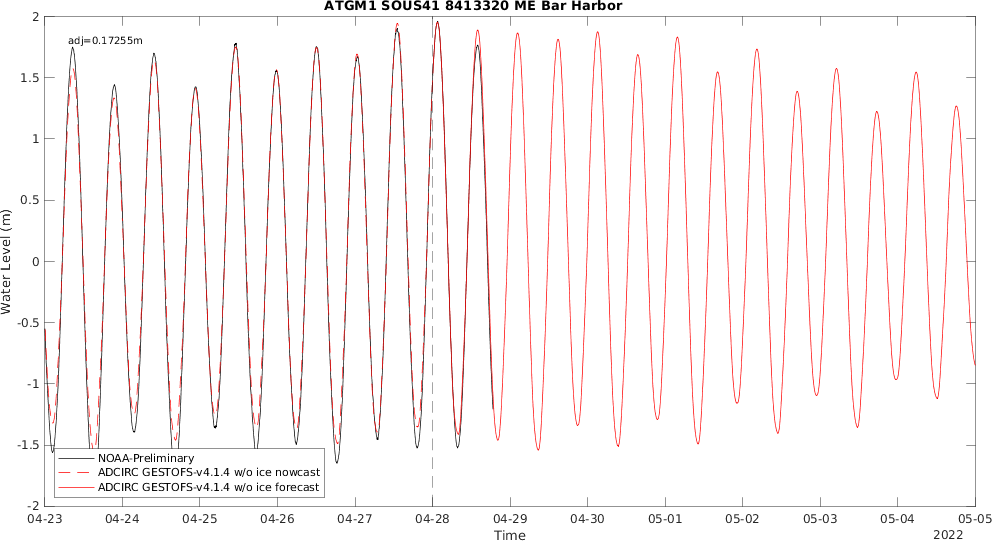 ATGM1 SOUS41 8413320 ME Bar Harbor
adj=0.17255m
Water Level (m)
2
1.5
1
0.5
0
-0.5
-1
-1.5
-2
NOAA-Preliminary
ADCIRC GESTOFS-v4.1.4 w/o ice nowcast
ADCIRC GESTOFS-v4.1.4 w/o ice forecast
04-23 04-24 04-25 04-26 04-27 04-28 04-29 04-30 05-01 05-02 05-03 05-04 05-05
Time
2022